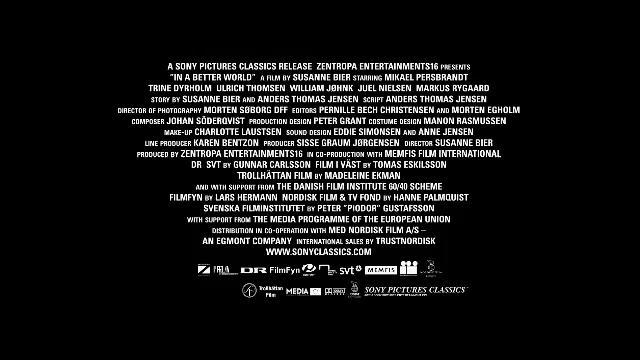 A SONY PICTURES CLASSICS RELEASE ZENTROPA ENTERTAINMENTS16 PRESENTS
"IN A BETTER WORLD" A FILM BY SUSANNE BIER STARRING MIKAEL PERSBRANDT
TRINE DYRHOLM ULRICH THOMSEN WILLIAM JØHNK JUEL NIELSEN MARKUS RYGAARD
STORY BY SUSANNE BIER AND ANDERS THOMAS JENSEN SCRIPT ANDERS THOMAS JENSEN
DIRECTOR OF PHOTOGRAPHY MORTEN SØBORG DFF EDITORS PERNILLE BECH CHRISTENSEN AND MORTEN EGHOLM
COMPOSER JOHAN SÖDERQVIST PRODUCTION DESIGN PETER GRANT COSTUME DESIGN MANON RASMUSSEN
MAKE-UP CHARLOTTE LAUSTSEN SOUND DESIGN EDDIE SIMONSEN AND ANNE JENSEN
LINE PRODUCER KAREN BENTZON PRODUCER SISSE GRAUM JØRGENSEN DIRECTOR SUSANNE BIER
PRODUCED BY ZENTROPA ENTERTAINMENTS16 IN CO-PRODUCTION WITH MEMFIS FILM INTERNATIONAL
DR SVT BY GUNNAR CARLSSON FILM I VÄST BY TOMAS ESKILSSON
TROLLHÄTTAN FILM BY MADELEINE EKMAN
AND WITH SUPPORT FROM THE DANISH FILM INSTITUTE 60/40 SCHEME
FILMFYN BY LARS HERMANN NORDISK FILM & TV FOND BY HANNE PALMQUIST
SVENSKA FILMINSTITUTET BY PETER "PIODOR" GUSTAFSSON
WITH SUPPORT FROM THE MEDIA PROGRAMME OF THE EUROPEAN UNION
DISTRIBUTION IN CO-OPERATION WITH MED NORDISK FILM A/S –
AN EGMONT COMPANY INTERNATIONAL SALES BY TRUSTNORDISK
WWW.SONYCLASSICS.COM
DR FilmFyn svt MEMFIS
Trollhättan Film MEDIA SONY PICTURES CLASSICS